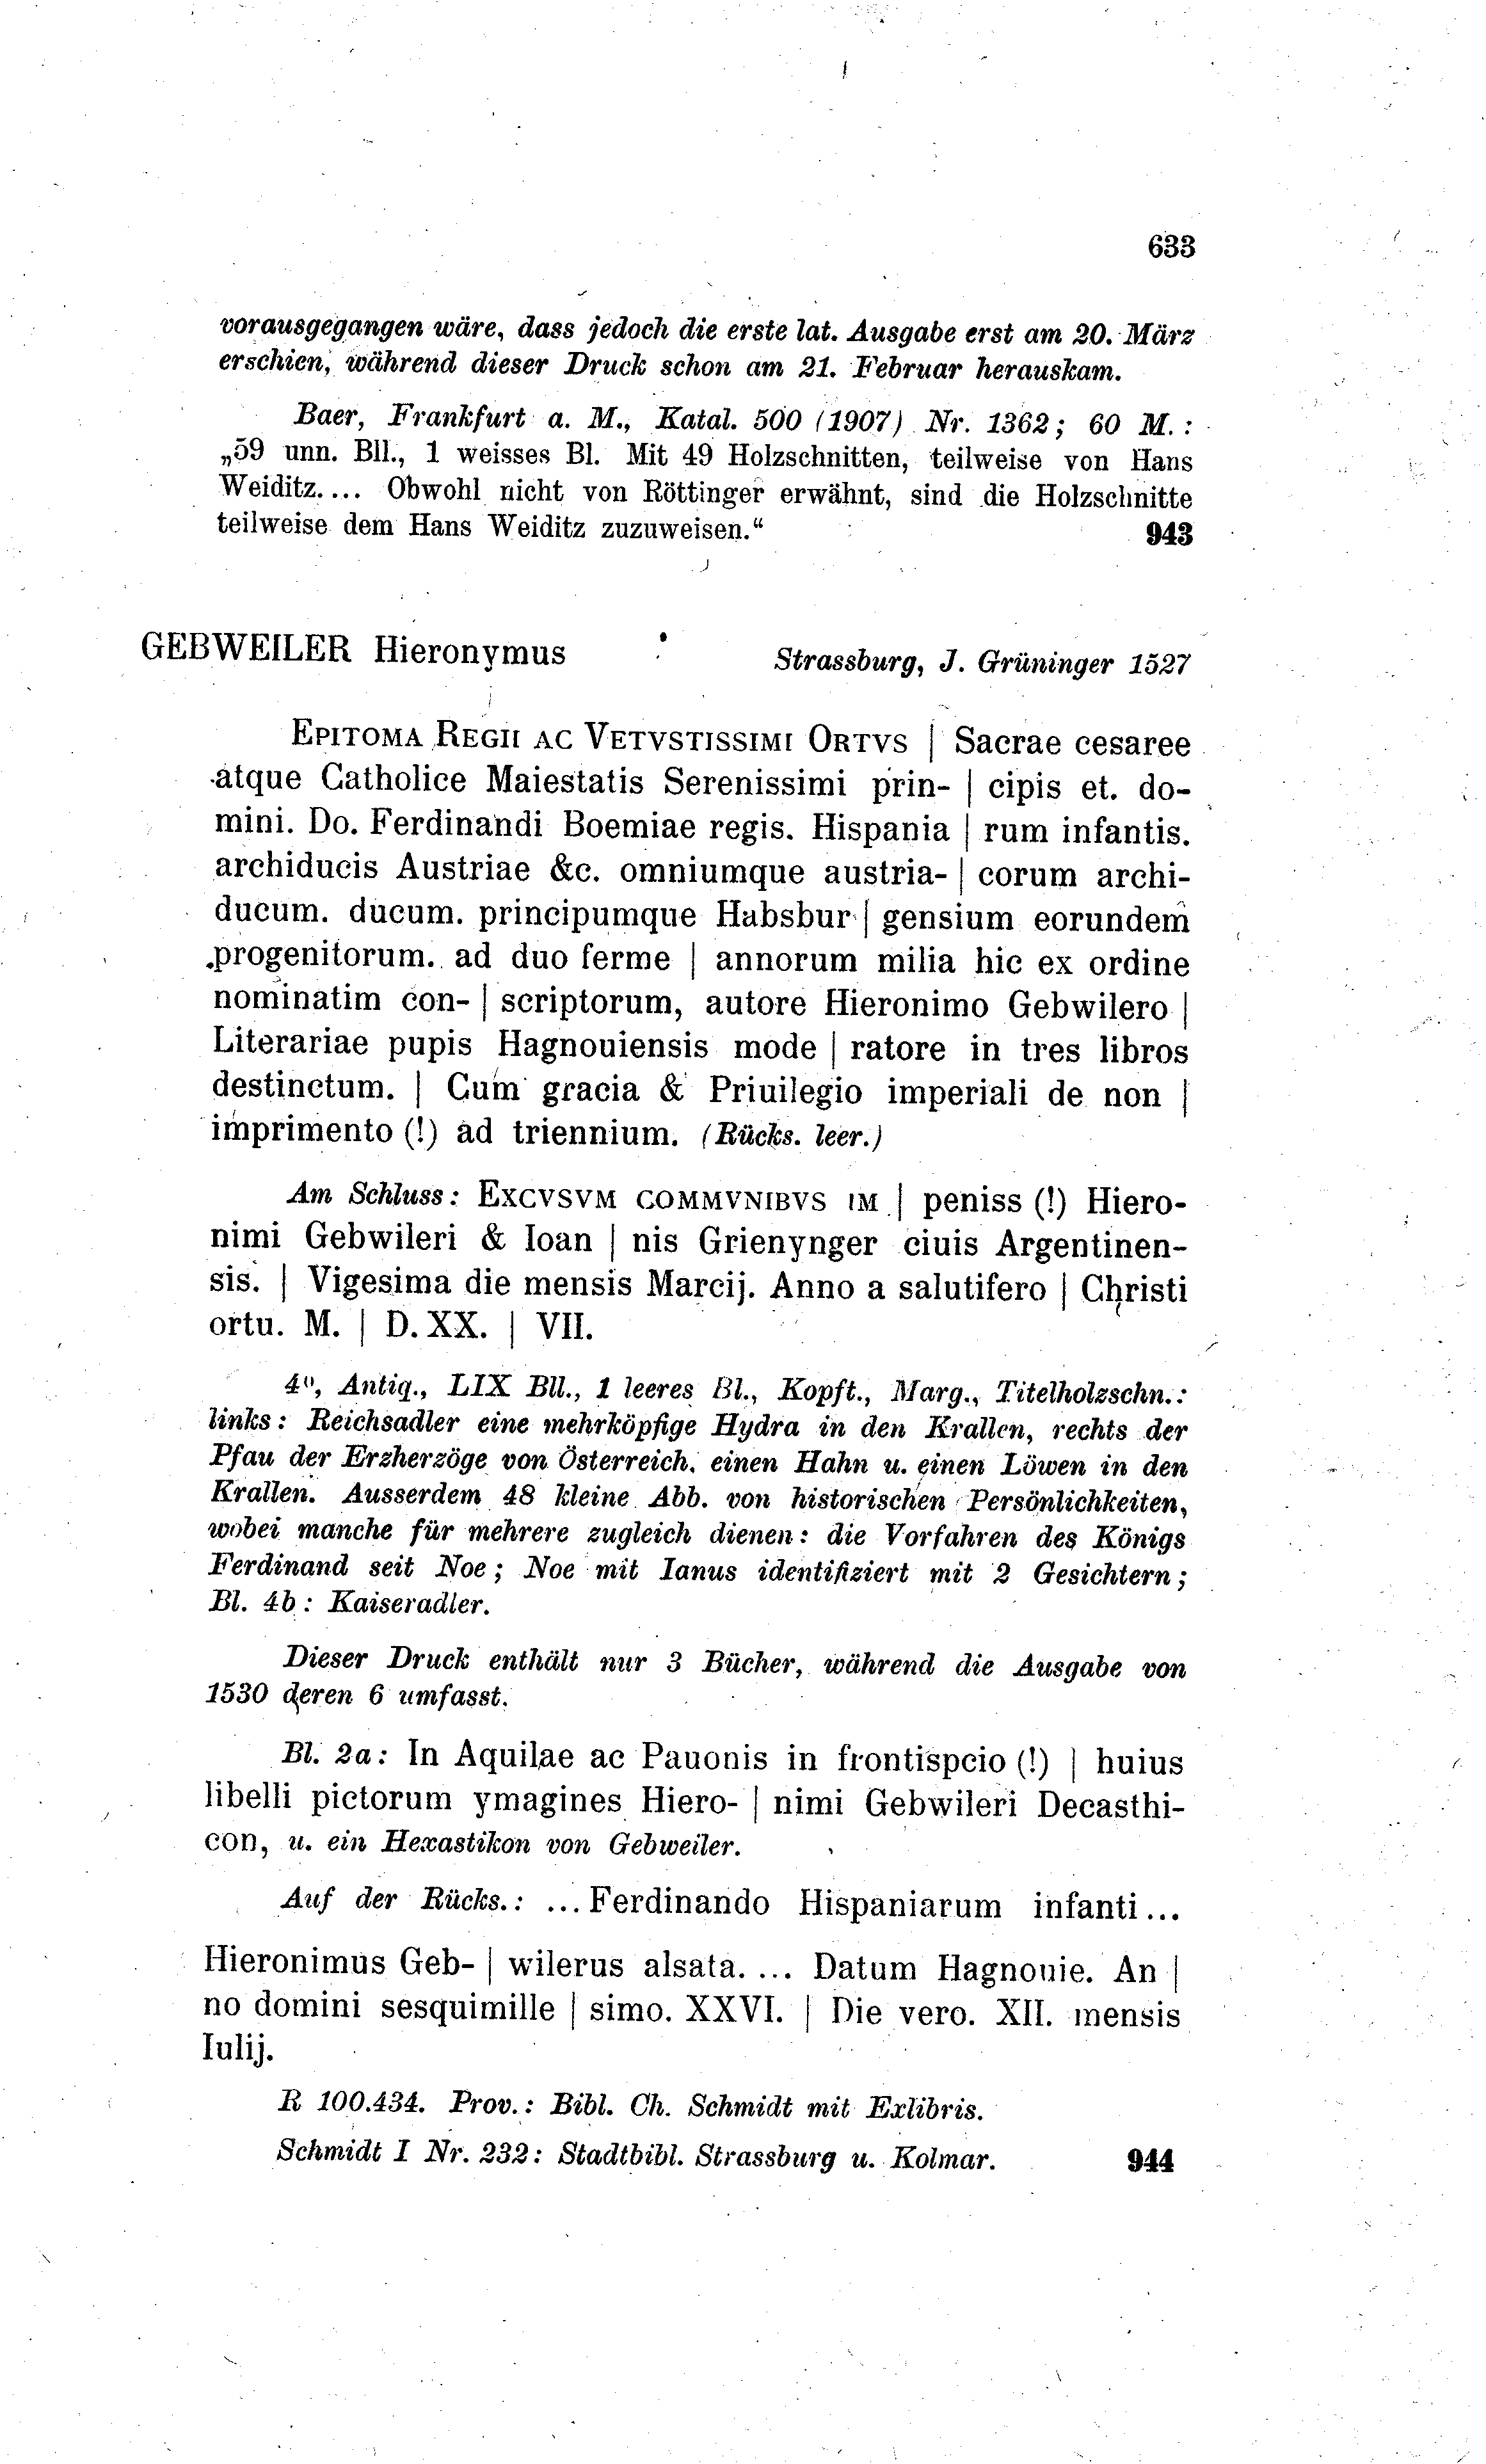 633
vorausgegangen wäre, dass jedoch die erste lat. Ausgabe erst am 20. März
erschien, während dieser Druck schon am 21. Februar herauskam.
Baer, Frankfurt a. M., Katal. 500 (1907) Nr. 1362; 60 M.:
„59 unn. Bll., 1 weisses Bl. Mit 49 Holzschnitten, teilweise von Hans
Weiditz.... Obwohl nicht von Röttinger erwähnt, sind die Holzschnitte
teilweise dem Hans Weiditz zuzuweisen.“ 943
GEBWEILER Hieronymus Strassburg, J. Grüninger 1527
EPITOMA REGII AC VETVSTISSIMI ORTVS | Sacrae cesaree
atque Catholice Maiestatis Serenissimi prin- | cipis et. do-
mini. Do. Ferdinandi Boemiae regis. Hispania | rum infantis.
archiducis Austriae &c. omniumque austria- | corum archi-
ducum. ducum. principumque Habsbur | gensium eorundem
progenitorum. ad duo ferme | annorum milia hic ex ordine
nominatim con- | scriptorum, autore Hieronimo Gebwilero |
Literariae pupis Hagnouiensis mode | ratore in tres libros
destinctum. | Cum gracia & Priuilegio imperiali de non |
imprimento (!) ad triennium. (Rücks. leer.)
Am Schluss: EXCVSVM COMMVNIBVS IM | peniss (!) Hiero-
nimi Gebwileri & Ioan | nis Grienynger ciuis Argentinen-
sis. | Vigesima die mensis Marcij. Anno a salutifero | Christi
ortu. M. | D. XX. | VII.
4°, Antiq., LIX Bll., 1 leeres Bl., Kopft., Marg., Titelholzschn.:
links: Reichsadler eine mehrköpfige Hydra in den Krallen, rechts der
Pfau der Erzherzöge von Österreich, einen Hahn u. einen Löwen in den
Krallen. Ausserdem 48 kleine Abb. von historischen Persönlichkeiten,
wobei manche für mehrere zugleich dienen: die Vorfahren des Königs
Ferdinand seit Noe; Noe mit Ianus identifiziert mit 2 Gesichtern;
Bl. 4b: Kaiseradler.
Dieser Druck enthält nur 3 Bücher, während die Ausgabe von
1530 deren 6 umfasst.
Bl. 2a: In Aquilae ac Pauonis in frontispcio (!) | huius
libelli pictorum ymagines Hiero- | nimi Gebwileri Decasthi-
con, u. ein Hexastikon von Gebweiler.
Auf der Rücks.: ... Ferdinando Hispaniarum infanti...
Hieronimus Geb- | wilerus alsata. ... Datum Hagnouie. An |
no domini sesquimille | simo. XXVI. | Die vero. XII. mensis
Iulij.
R 100.434. Prov.: Bibl. Ch. Schmidt mit Exlibris.
Schmidt I Nr. 232: Stadtbibl. Strassburg u. Kolmar. 944